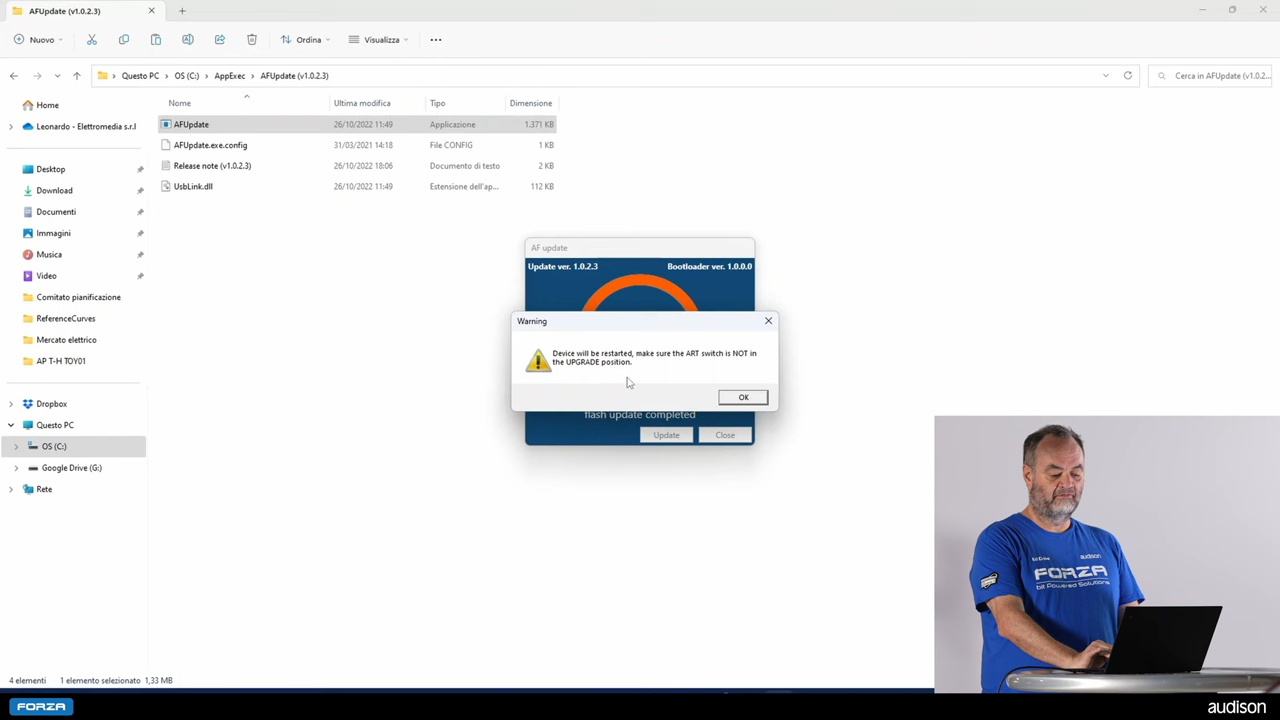 AFUpdate (v1.0.2.3)
Nuovo
Ordina
Visualizza
Questo PC > OS (C:) > AppExec > AFUpdate (v1.0.2.3)
Cerca in AFUpdate (v1.0.2...
Nome Ultima modifica Tipo Dimensione
AFUpdate 26/10/2022 11:49 Applicazione 1.371 KB
AFUpdate.exe.config 31/03/2021 14:18 File CONFIG 1 KB
Release note (v1.0.2.3) 26/10/2022 18:06 Documento di testo 2 KB
UsbLink.dll 26/10/2022 11:49 Estensione dell'ap... 112 KB
Home
Leonardo - Elettromedia s.r.l
Desktop
Download
Documenti
Immagini
Musica
Video
Comitato pianificazione
ReferenceCurves
Mercato elettrico
AP T-H TOY01
Dropbox
Questo PC
OS (C:)
Google Drive (G:)
Rete
AF update
Update ver. 1.0.2.3 Bootloader ver. 1.0.0.0
Warning
Device will be restarted, make sure the ART switch is NOT in
the UPGRADE position.
OK
flash update completed
Update Close
bit Drive audison
FORZA
bit Powered Solutions
4 elementi 1 elemento selezionato 1,33 MB
FORZA
audison